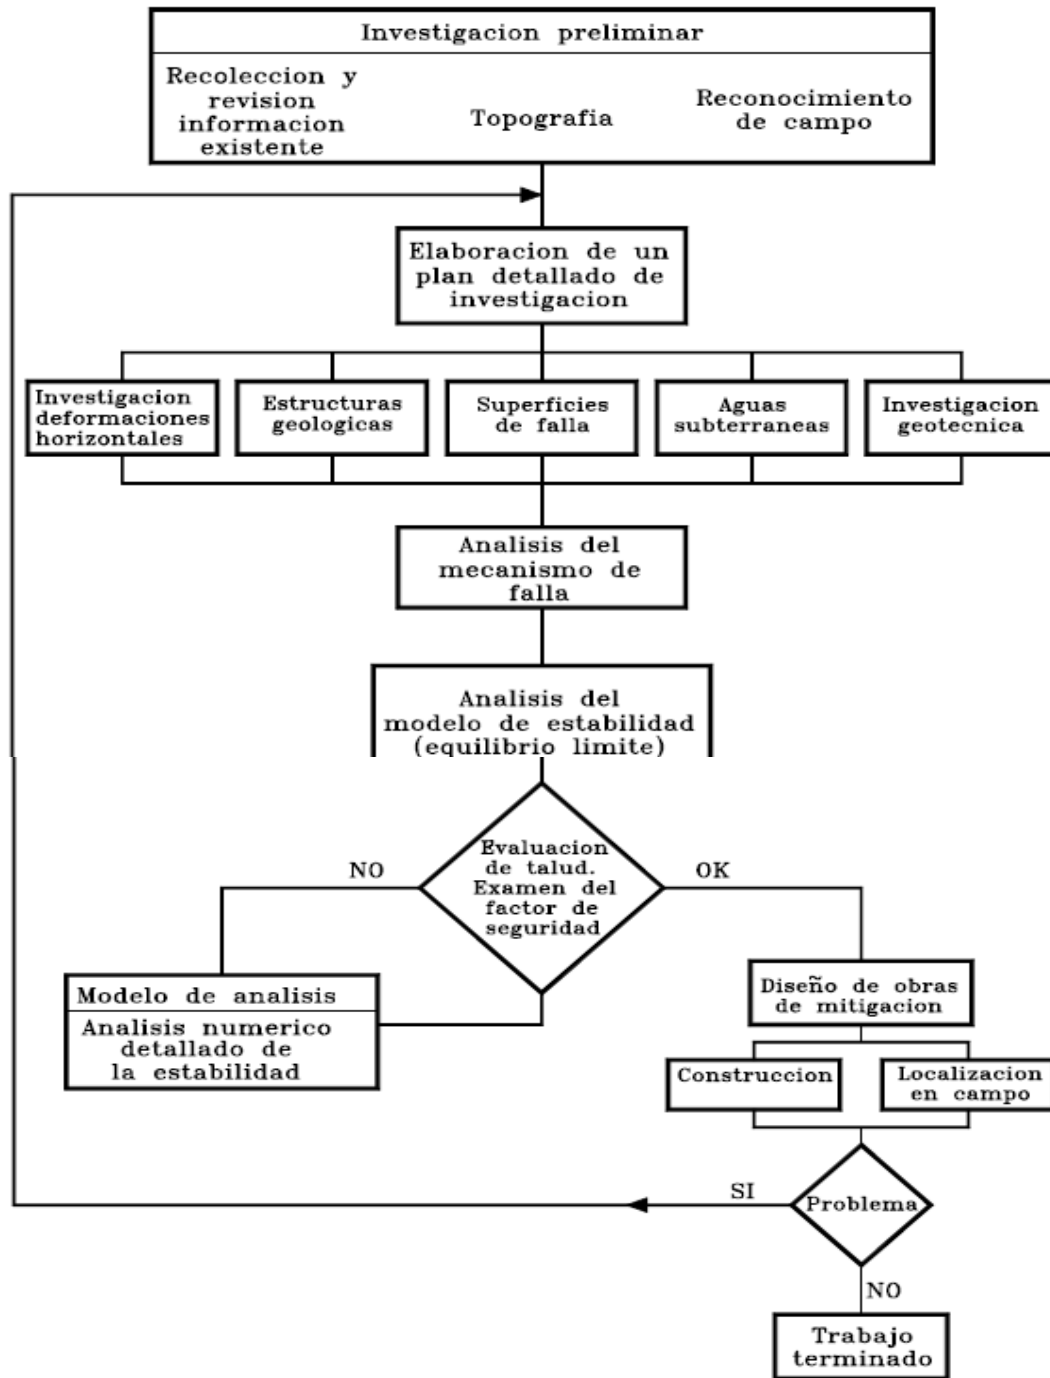 Investigacion preliminar
Recoleccion y
revision
informacion
existente
Topografia
Reconocimiento
de campo
Elaboracion de un
plan detallado de
investigacion
Investigacion
deformaciones
horizontales
Estructuras
geologicas
Superficies
de falla
Aguas
subterraneas
Investigacion
geotecnica
Analisis del
mecanismo de
falla
Analisis del
modelo de estabilidad
(equilibrio limite)
Evaluacion
de talud.
Examen del
factor de
seguridad
NO
OK
Modelo de analisis
Analisis numerico
detallado de
la estabilidad
Diseño de obras
de mitigacion
Construccion
Localizacion
en campo
Problema
SI
NO
Trabajo
terminado